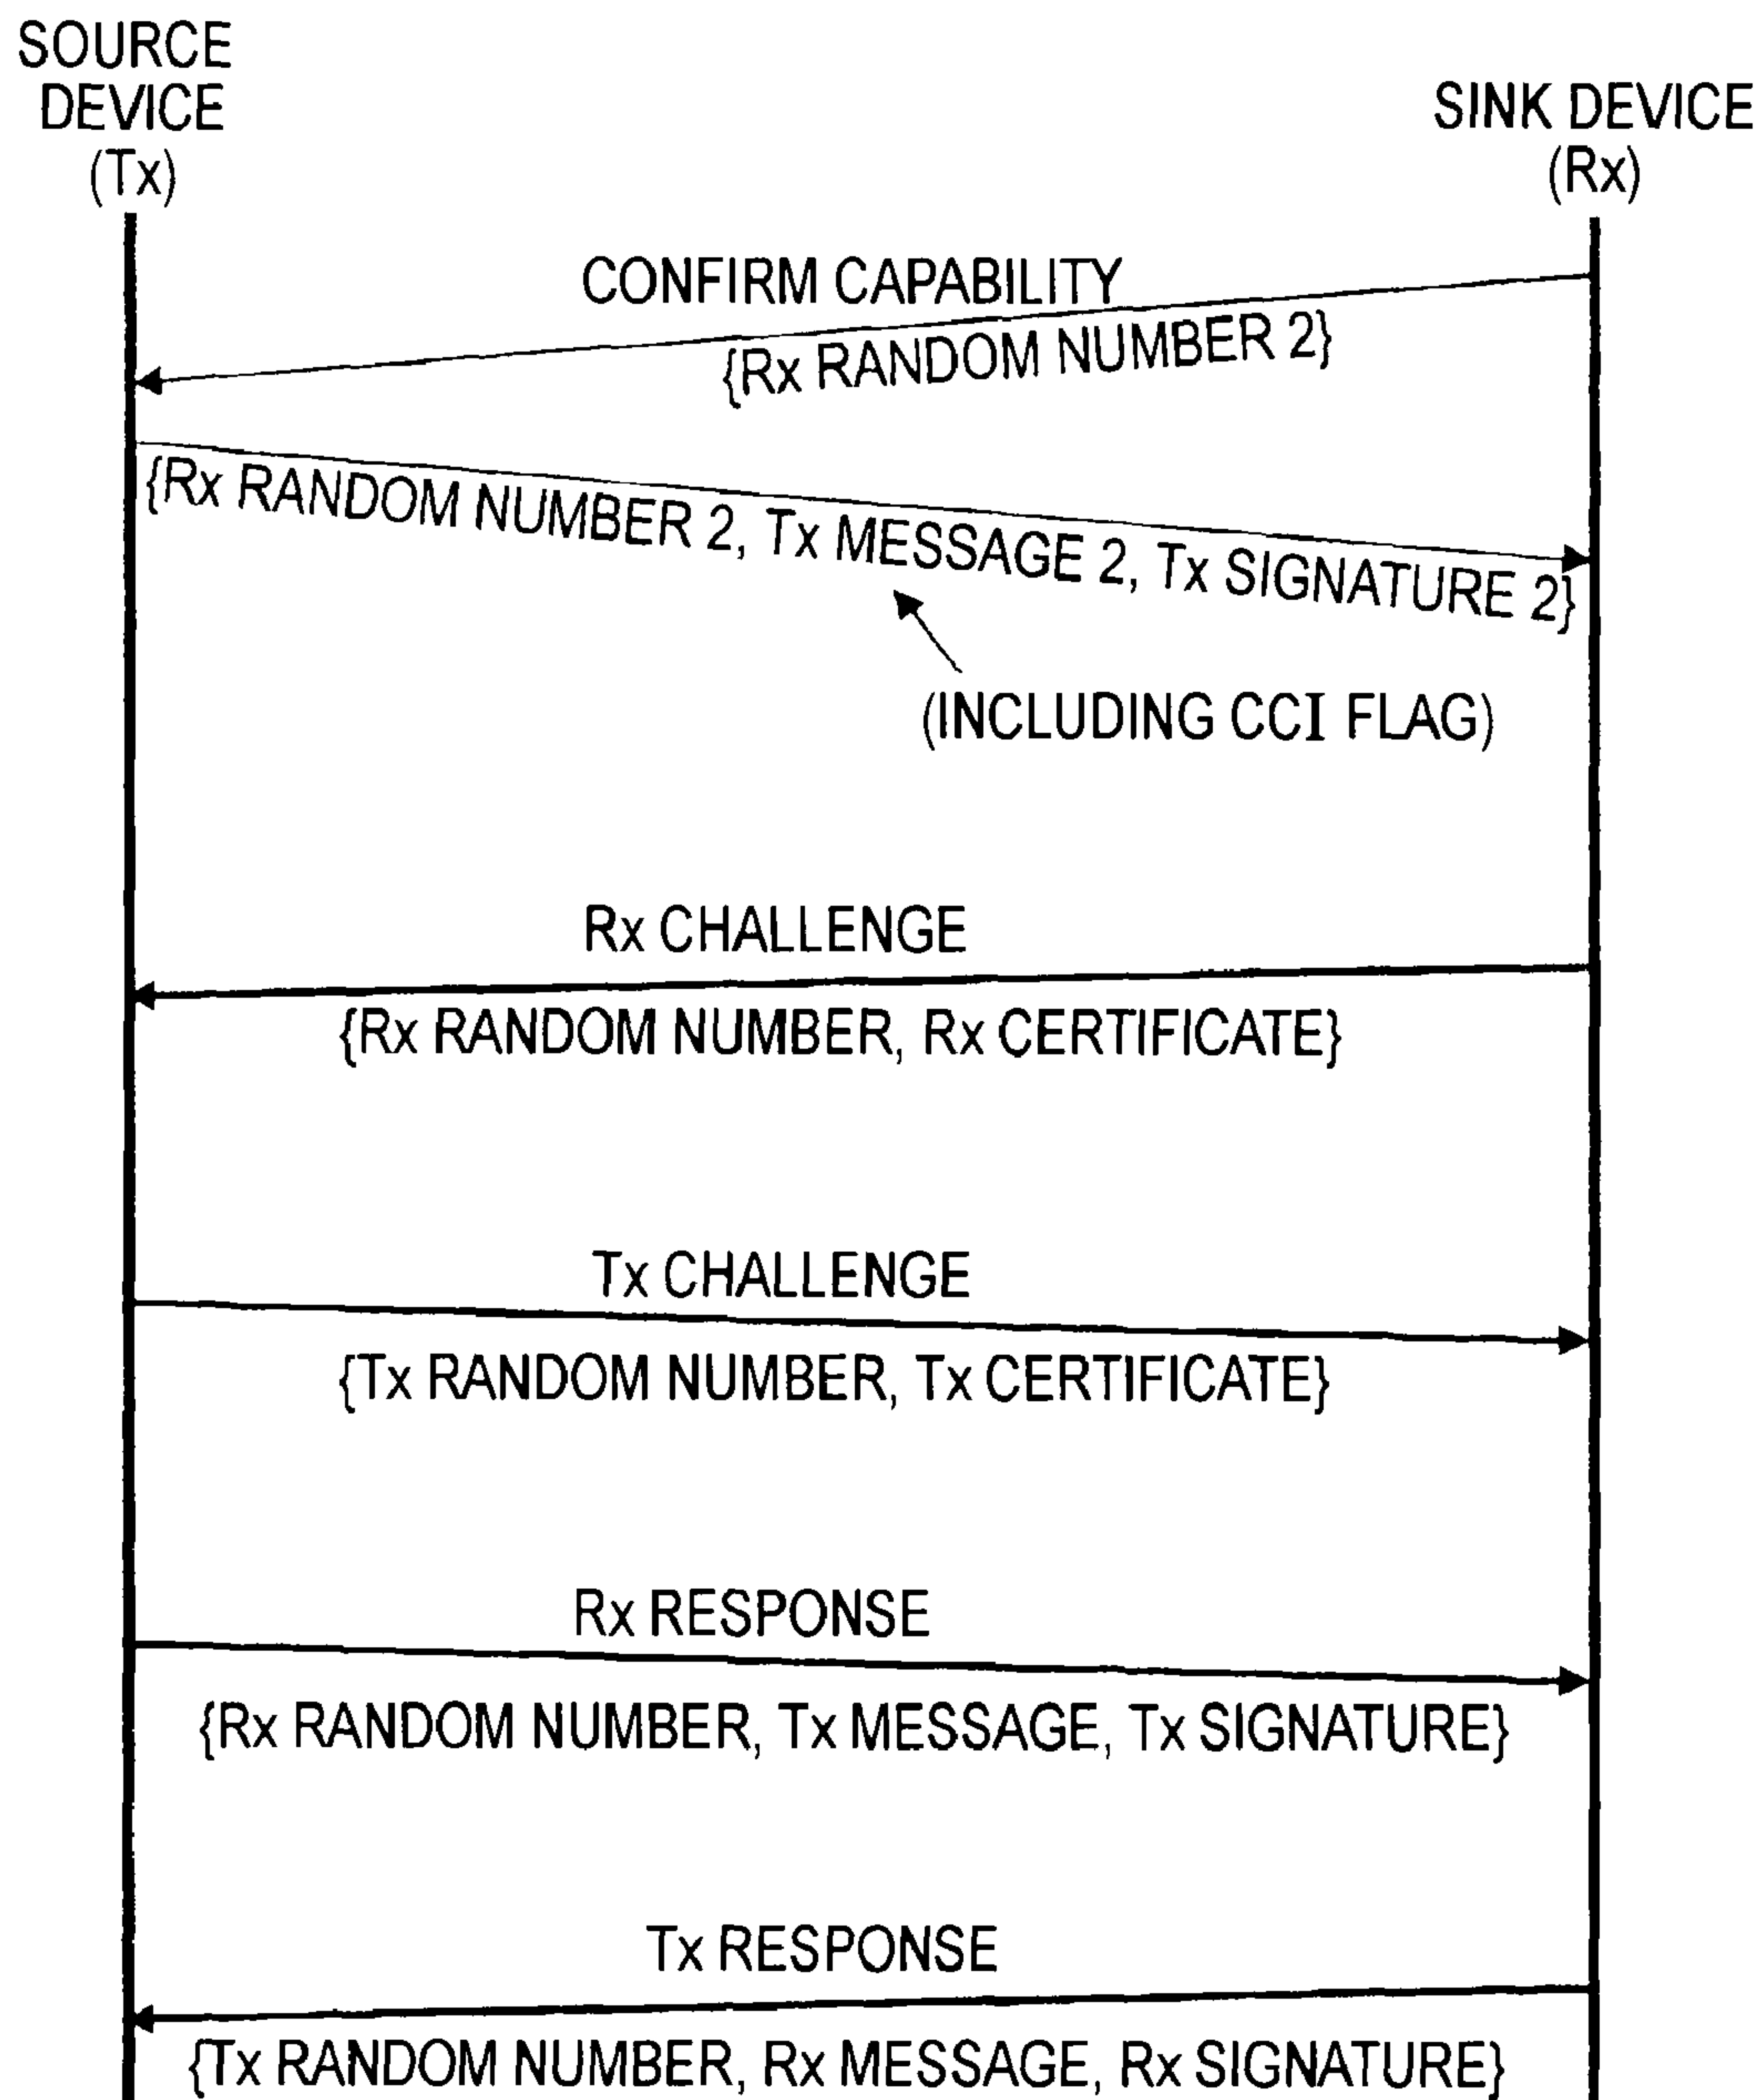 SOURCE
DEVICE
(Tx)
SINK DEVICE
(Rx)
CONFIRM CAPABILITY
{Rx RANDOM NUMBER 2}
{Rx RANDOM NUMBER 2, Tx MESSAGE 2, Tx SIGNATURE 2}
(INCLUDING CCI FLAG)
Rx CHALLENGE
{Rx RANDOM NUMBER, Rx CERTIFICATE}
Tx CHALLENGE
{Tx RANDOM NUMBER, Tx CERTIFICATE}
Rx RESPONSE
{Rx RANDOM NUMBER, Tx MESSAGE, Tx SIGNATURE}
Tx RESPONSE
{Tx RANDOM NUMBER, Rx MESSAGE, Rx SIGNATURE}